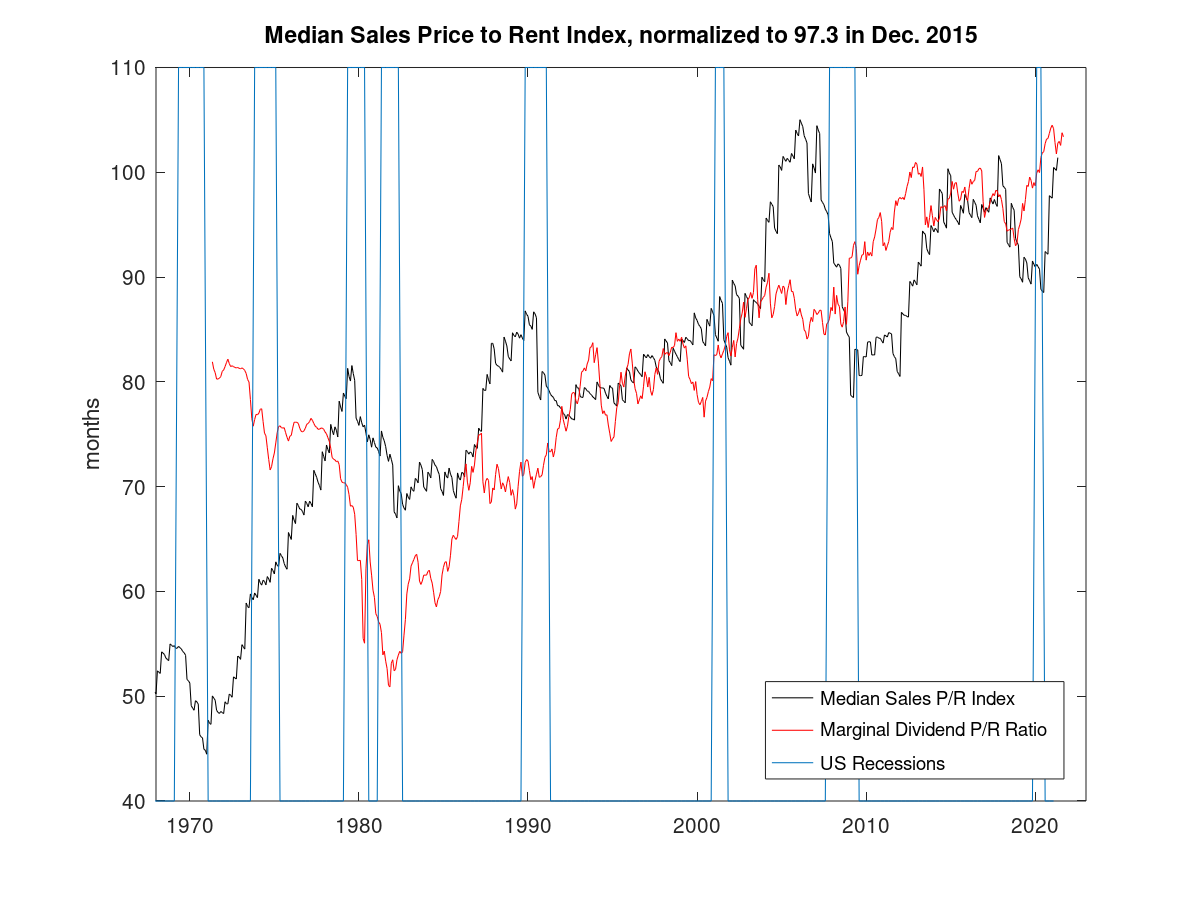 Median Sales Price to Rent Index, normalized to 97.3 in Dec. 2015
110
100
90
80
70
60
50
40
months
Median Sales P/R Index
Marginal Dividend P/R Ratio
US Recessions
1970 1980 1990 2000 2010 2020